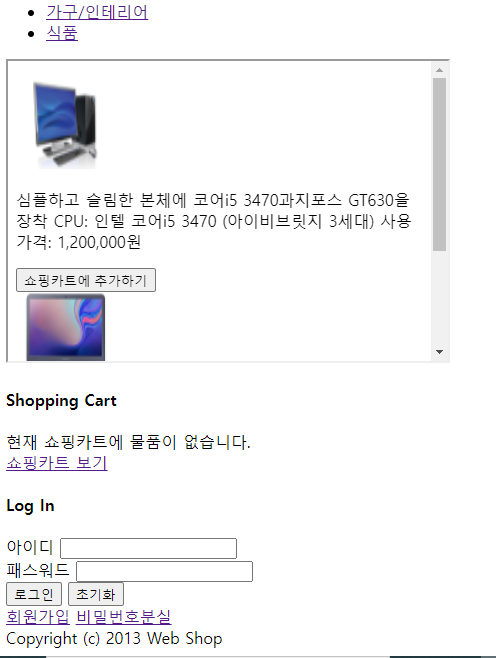 가구/인테리어
식품
심플하고 슬림한 본체에 코어i5 3470과지포스 GT630을
장착 CPU: 인텔 코어i5 3470 (아이비브릿지 3세대) 사용
가격: 1,200,000원
쇼핑카트에 추가하기
Shopping Cart
현재 쇼핑카트에 물품이 없습니다.
쇼핑카트 보기
Log In
아이디
패스워드
로그인 초기화
회원가입 비밀번호분실
Copyright (c) 2013 Web Shop